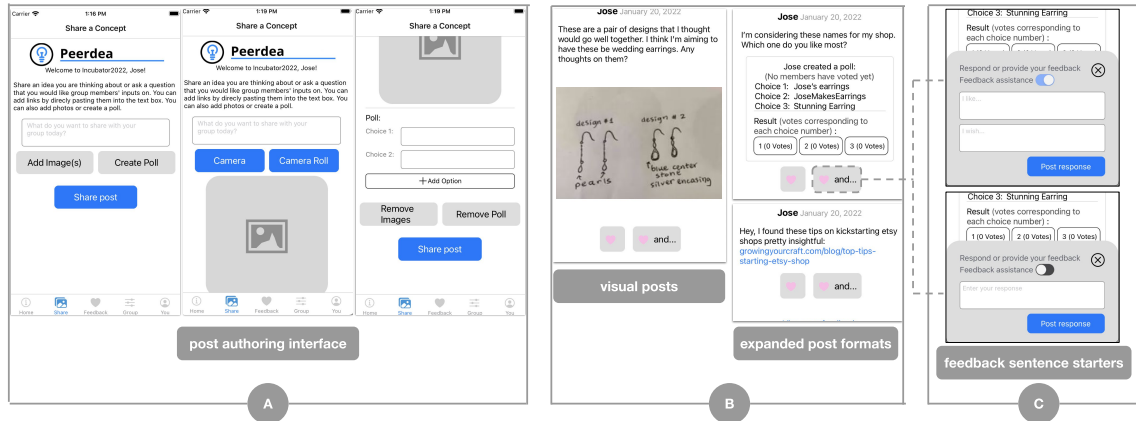 Carrier
1:16 PM
Share a Concept
Peerdea
Welcome to Incubator2022, Jose!
Share an idea you are thinking about or ask a question
that you would like group members' inputs on. You can
add links by direcly pasting them into the text box. You
can also add photos or create a poll.
What do you want to share with your
group today?
Add Image(s)
Create Poll
Share post
Home
Share
Feedback
Group
You
Carrier
1:19 PM
Share a Concept
Peerdea
Welcome to Incubator2022, Jose!
Share an idea you are thinking about or ask a question
that you would like group members' inputs on. You can
add links by direcly pasting them into the text box. You
can also add photos or create a poll.
What do you want to share with your
group today?
Camera
Camera Roll
Home
Share
Feedback
Group
You
Carrier
1:19 PM
Share a Concept
Poll:
Choice 1:
Choice 2:
+Add Option
Remove
Images
Remove Poll
Share post
Home
Share
Feedback
Group
You
post authoring interface
A
Jose January 20, 2022
These are a pair of designs that I thought
would go well together. I think I'm aiming to
have these be wedding earrings. Any
thoughts on them?
design #1
design # 2
pearls
blue center
stone
silver encasing
and...
visual posts
Jose January 20, 2022
I'm considering these names for my shop.
Which one do you like most?
Jose created a poll:
(No members have voted yet)
Choice 1: Jose's earrings
Choice 2: JoseMakesEarrings
Choice 3: Stunning Earring
Result (votes corresponding to
each choice number) :
1 (0 Votes)
2 (0 Votes)
3 (0 Votes)
and...
Jose January 20, 2022
Hey, I found these tips on kickstarting etsy
shops pretty insightful:
growingyourcraft.com/blog/top-tips-
starting-etsy-shop
and...
expanded post formats
B
Choice 3: Stunning Earring
Result (votes corresponding to
each choice number) :
Respond or provide your feedback
Feedback assistance
I like...
I wish...
Post response
Choice 3: Stunning Earring
Result (votes corresponding to
each choice number) :
1 (0 Votes)
2 (0 Votes)
3 (0 Votes)
Respond or provide your feedback
Feedback assistance
Enter your response
Post response
feedback sentence starters
C